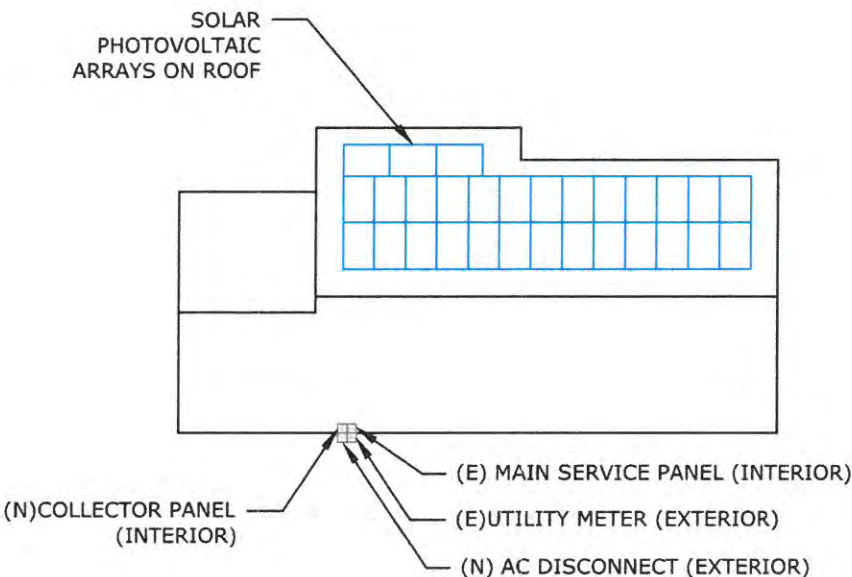 SOLAR
PHOTOVOLTAIC
ARRAYS ON ROOF
(E) MAIN SERVICE PANEL (INTERIOR)
(N)COLLECTOR PANEL
(INTERIOR)
(E)UTILITY METER (EXTERIOR)
(N) AC DISCONNECT (EXTERIOR)